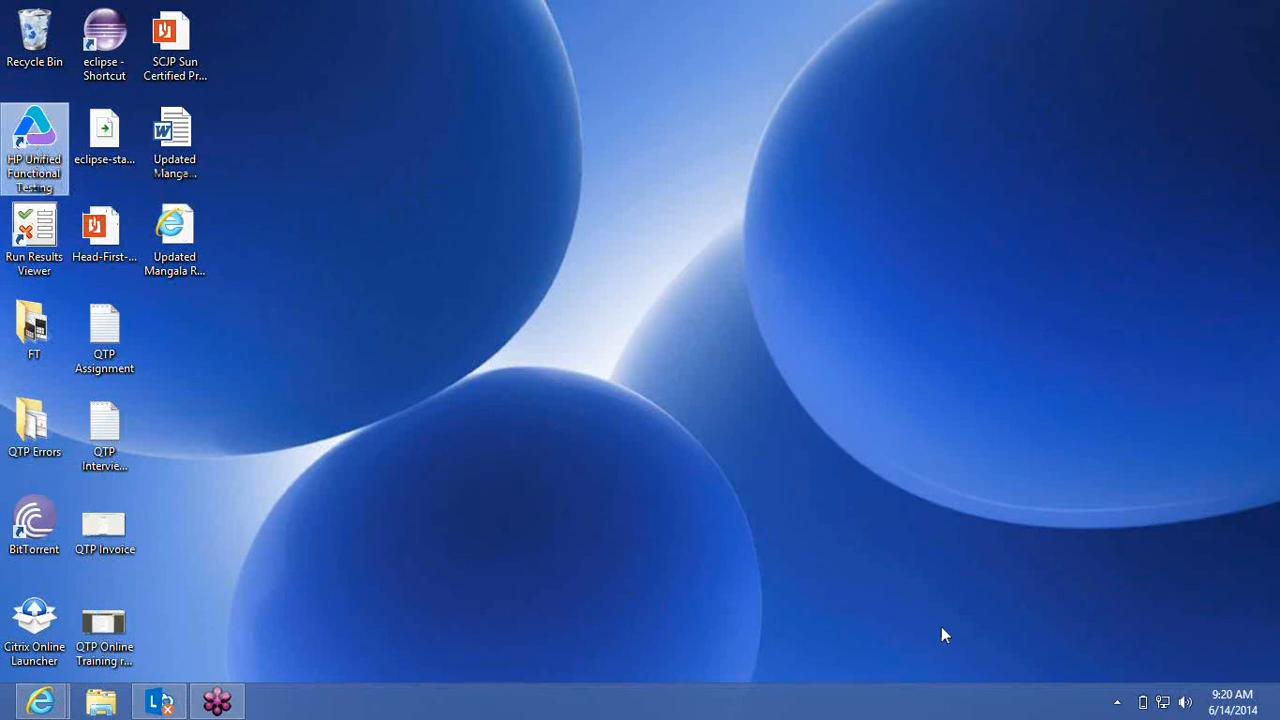 Recycle Bin
eclipse -
Shortcut
SCJP Sun
Certified Pr...
HP Unified
Functional
Testing
eclipse-sta...
Updated
Manga...
Run Results
Viewer
Head-First-...
Updated
Mangala R...
FT
QTP
Assignment
QTP Errors
QTP
Intervie...
BitTorrent
QTP Invoice
Citrix Online
Launcher
QTP Online
Training r...
9:20 AM
6/14/2014